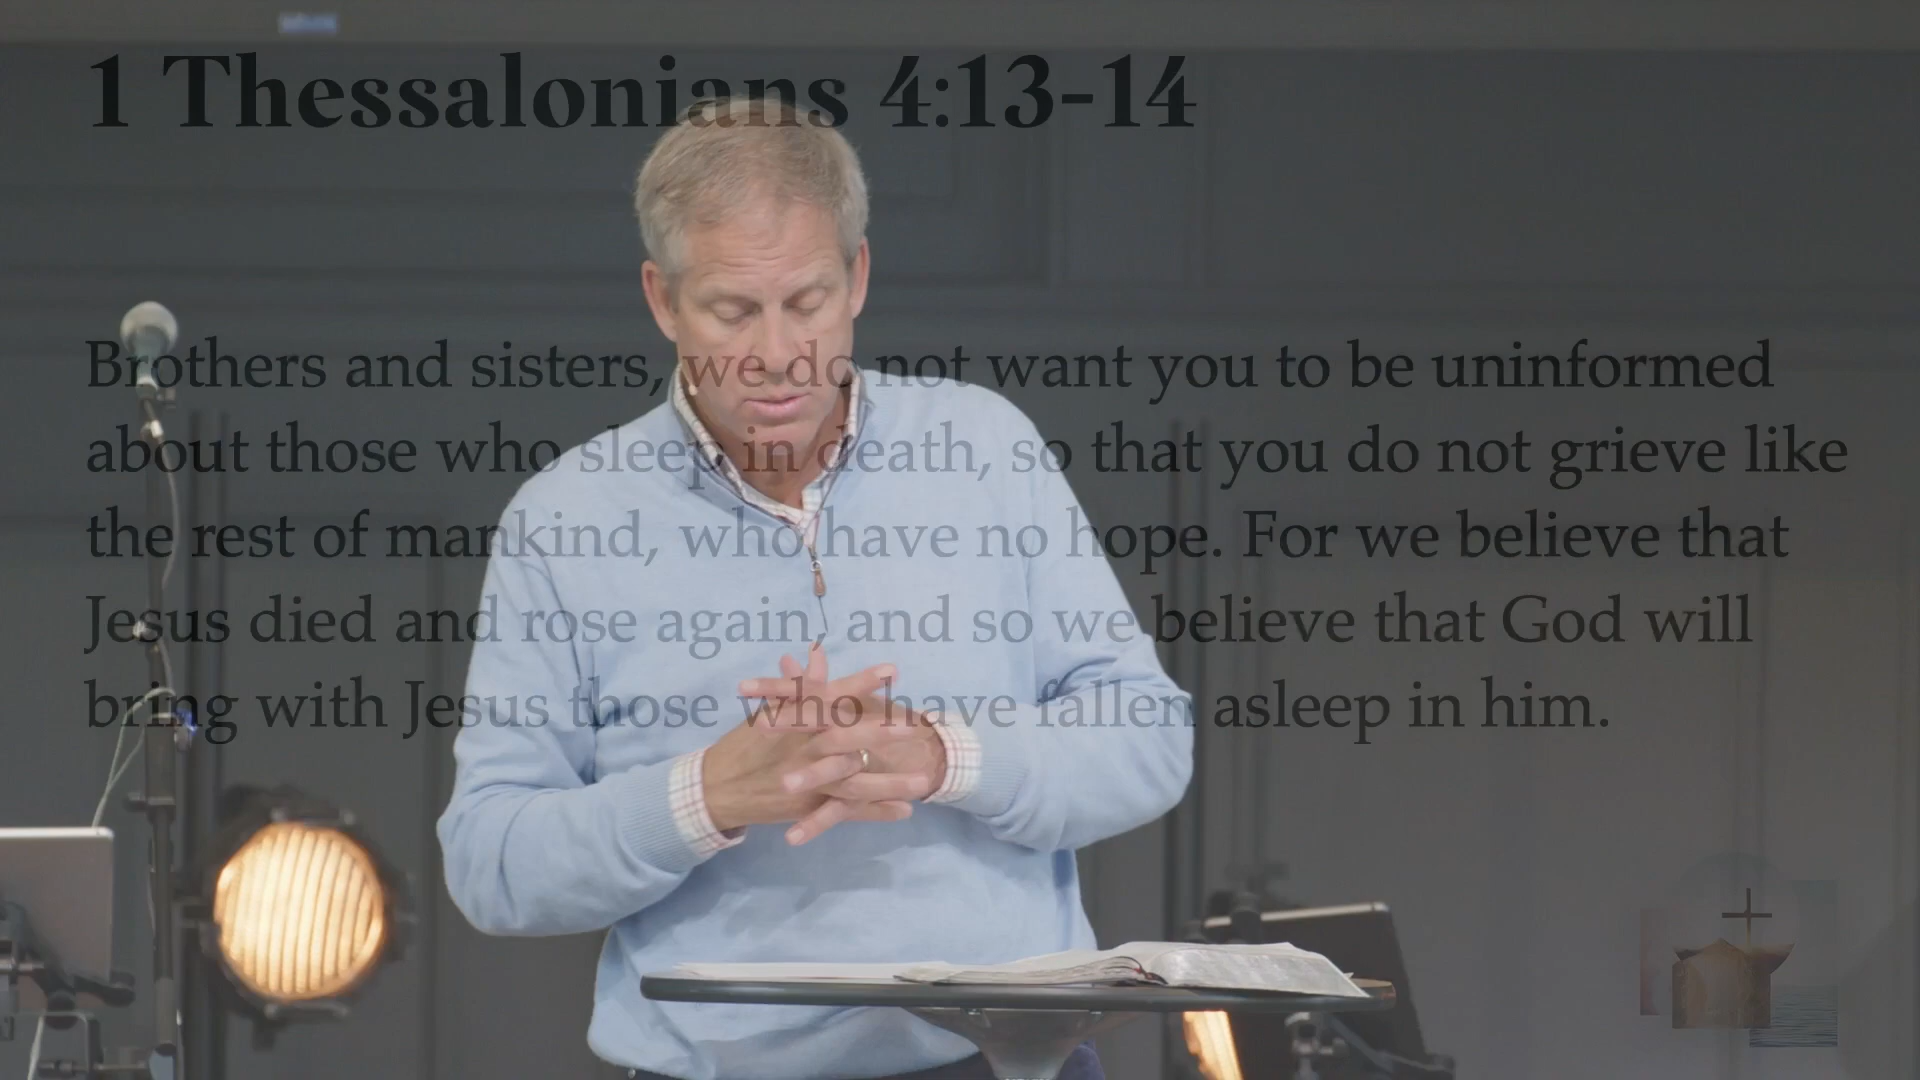 1 Thessalonians 4:13-14
Brothers and sisters, we do not want you to be uninformed
about those who sleep in death, so that you do not grieve like
the rest of mankind, who have no hope. For we believe that
Jesus died and rose again, and so we believe that God will
bring with Jesus those who have fallen asleep in him.